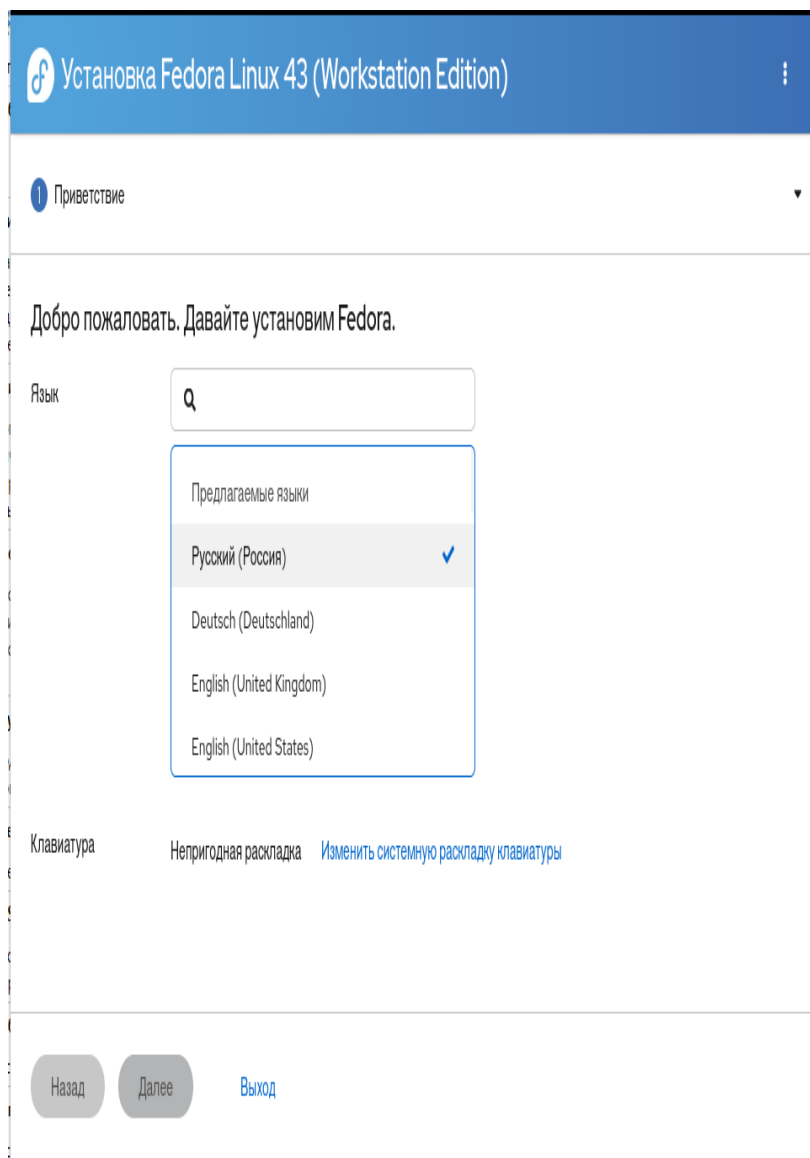 Установка Fedora Linux 43 (Workstation Edition)
1 Приветствие
Добро пожаловать. Давайте установим Fedora.
Язык
Предлагаемые языки
Русский (Россия)
Deutsch (Deutschland)
English (United Kingdom)
English (United States)
Клавиатура Непригодная раскладка Изменить системную раскладку клавиатуры
Назад Далее Выход